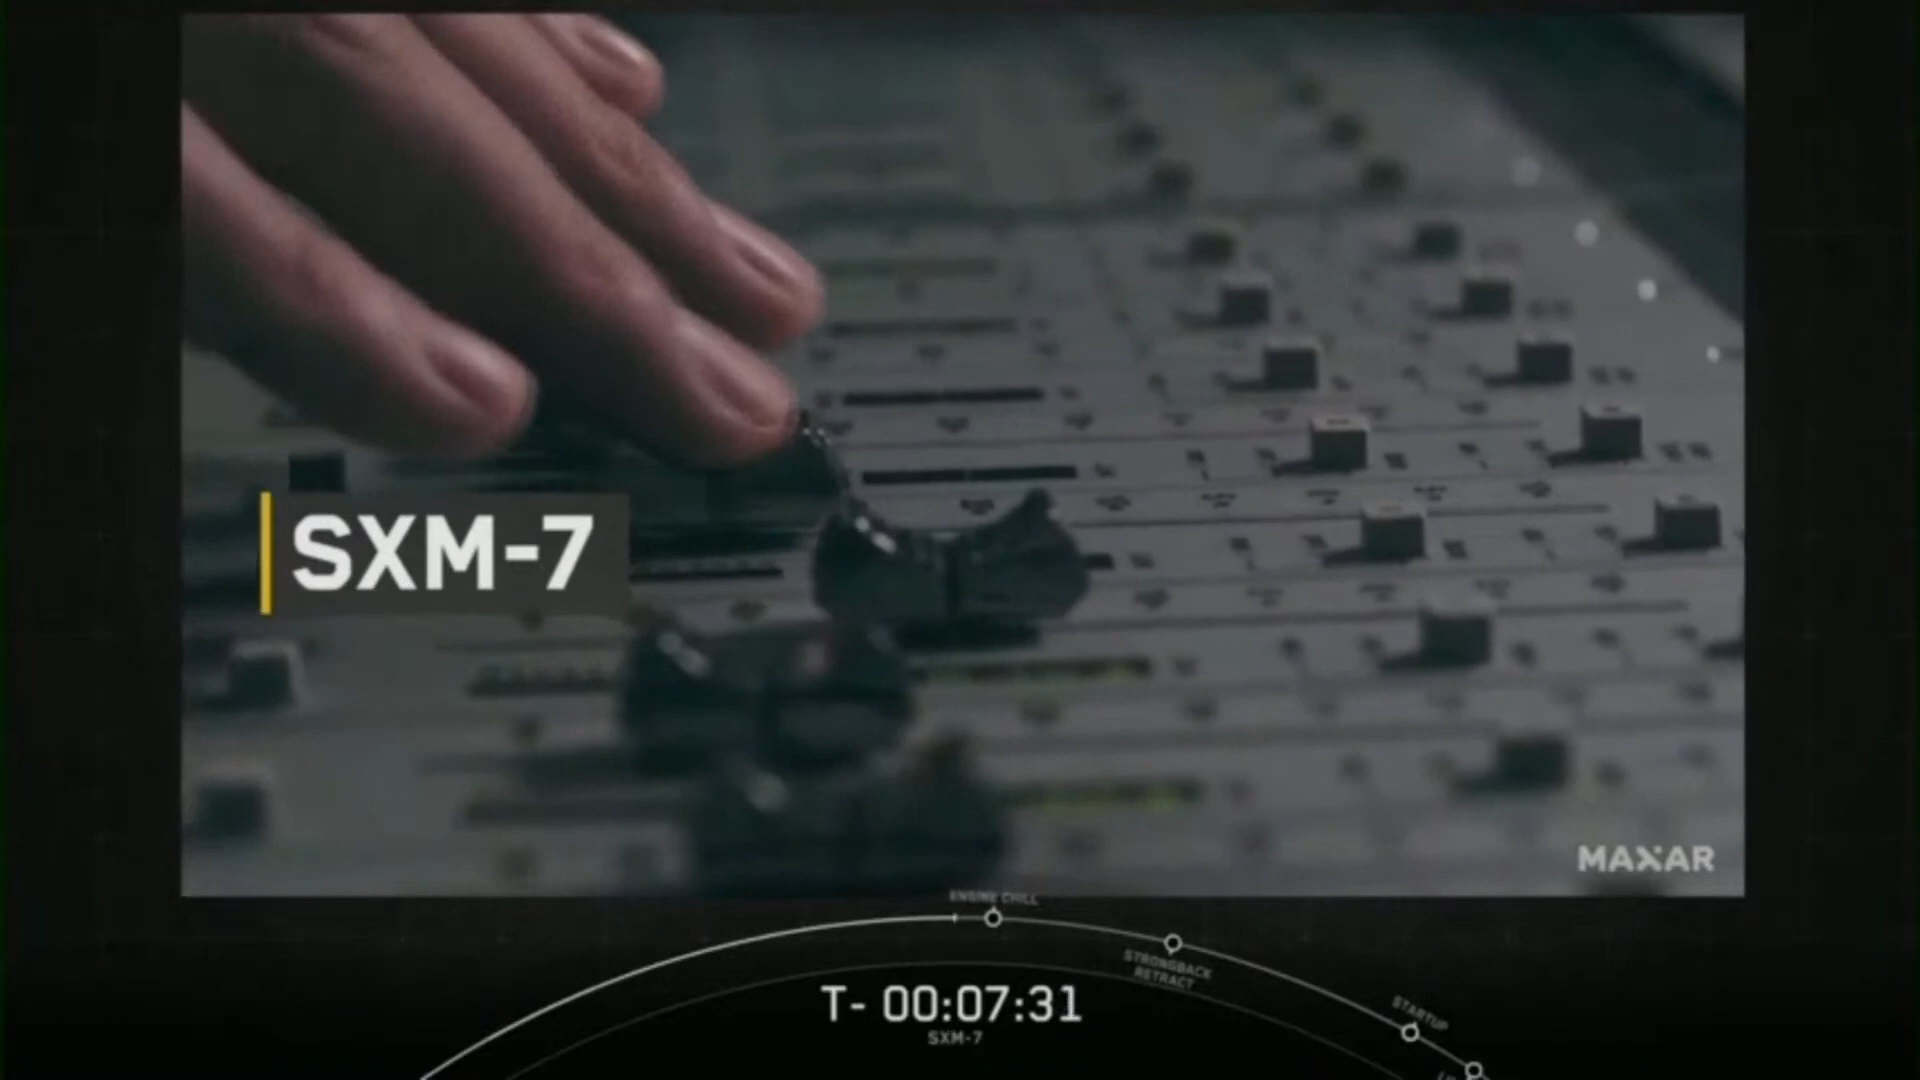 SXM-7
MAXAR
ENGINE CHILL
STRONGBACK
RETRACT
STARTUP
T- 00:07:31
SXM-7